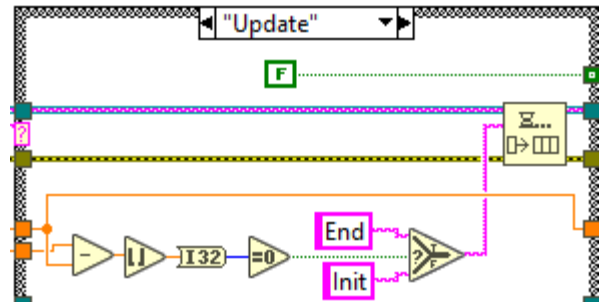 "Update"
F
?
End
I32
=0
?
T
F
Init